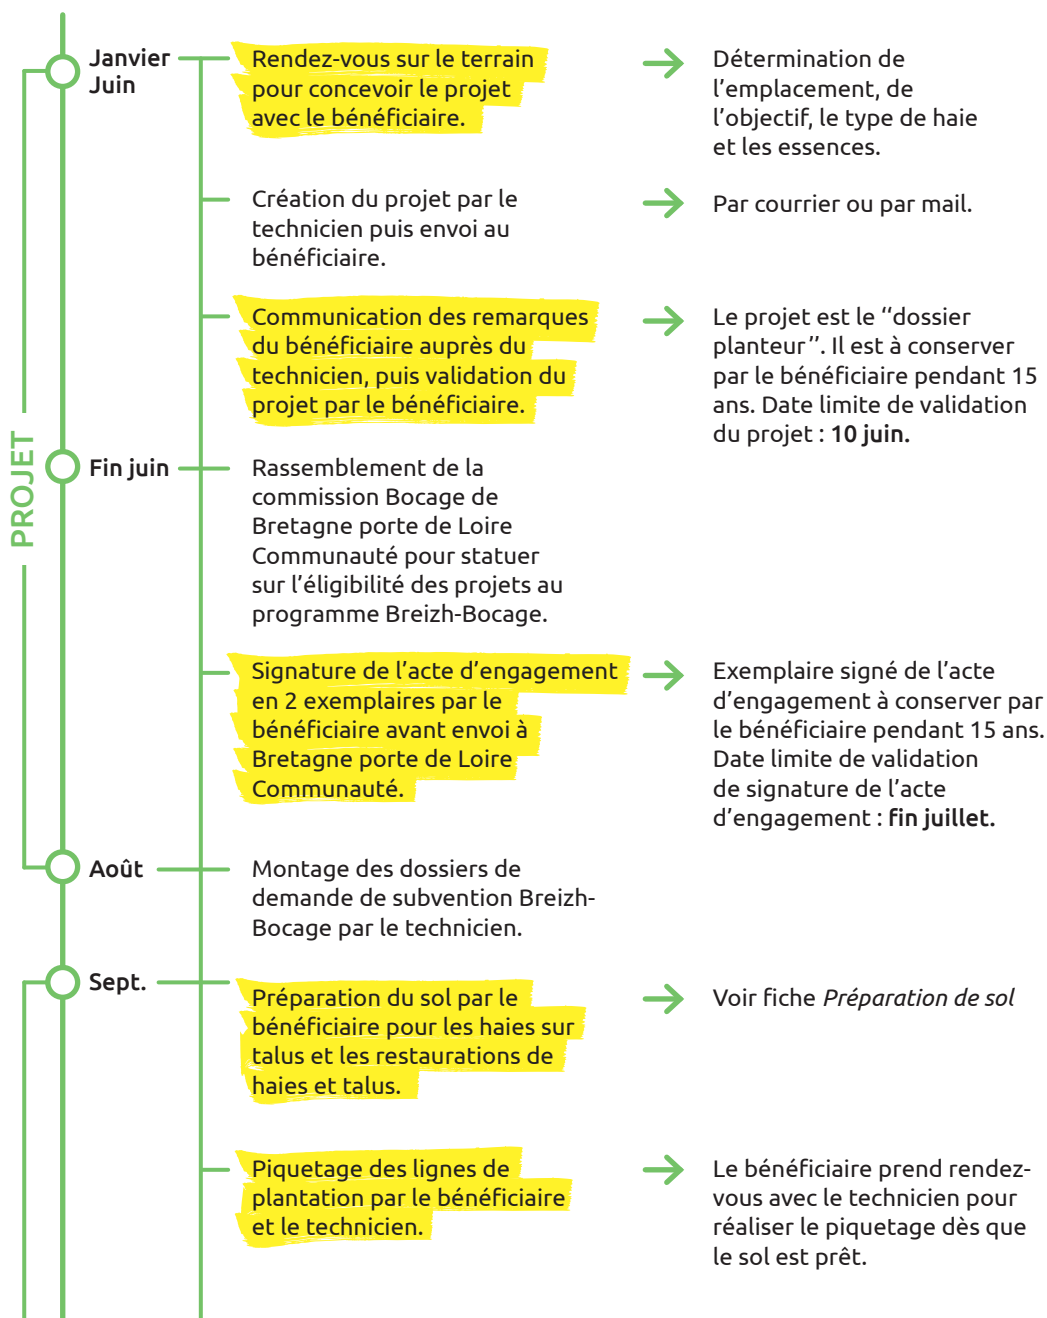 PROJET
Janvier
Juin
Rendez-vous sur le terrain
pour concevoir le projet
avec le bénéficiaire.
Détermination de
l’emplacement, de
l’objectif, le type de haie
et les essences.
Création du projet par le
technicien puis envoi au
bénéficiaire.
Par courrier ou par mail.
Communication des remarques
du bénéficiaire auprès du
technicien, puis validation du
projet par le bénéficiaire.
Le projet est le ‘‘dossier
planteur’’. Il est à conserver
par le bénéficiaire pendant 15
ans. Date limite de validation
du projet : 10 juin.
Fin juin
Rassemblement de la
commission Bocage de
Bretagne porte de Loire
Communauté pour statuer
sur l’éligibilité des projets au
programme Breizh-Bocage.
Signature de l’acte d’engagement
en 2 exemplaires par le
bénéficiaire avant envoi à
Bretagne porte de Loire
Communauté.
Exemplaire signé de l’acte
d’engagement à conserver par
le bénéficiaire pendant 15 ans.
Date limite de validation
de signature de l’acte
d’engagement : fin juillet.
Août
Montage des dossiers de
demande de subvention Breizh-
Bocage par le technicien.
Sept.
Préparation du sol par le
bénéficiaire pour les haies sur
talus et les restaurations de
haies et talus.
Voir fiche Préparation de sol
Piquetage des lignes de
plantation par le bénéficiaire
et le technicien.
Le bénéficiaire prend rendez-
vous avec le technicien pour
réaliser le piquetage dès que
le sol est prêt.